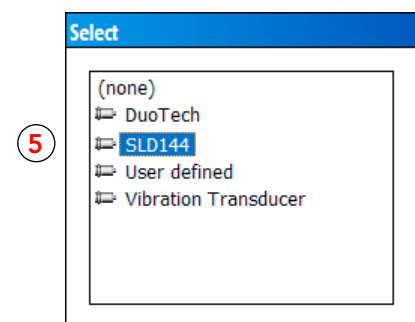 Select
(none)
DuoTech
5
SLD144
User defined
Vibration Transducer